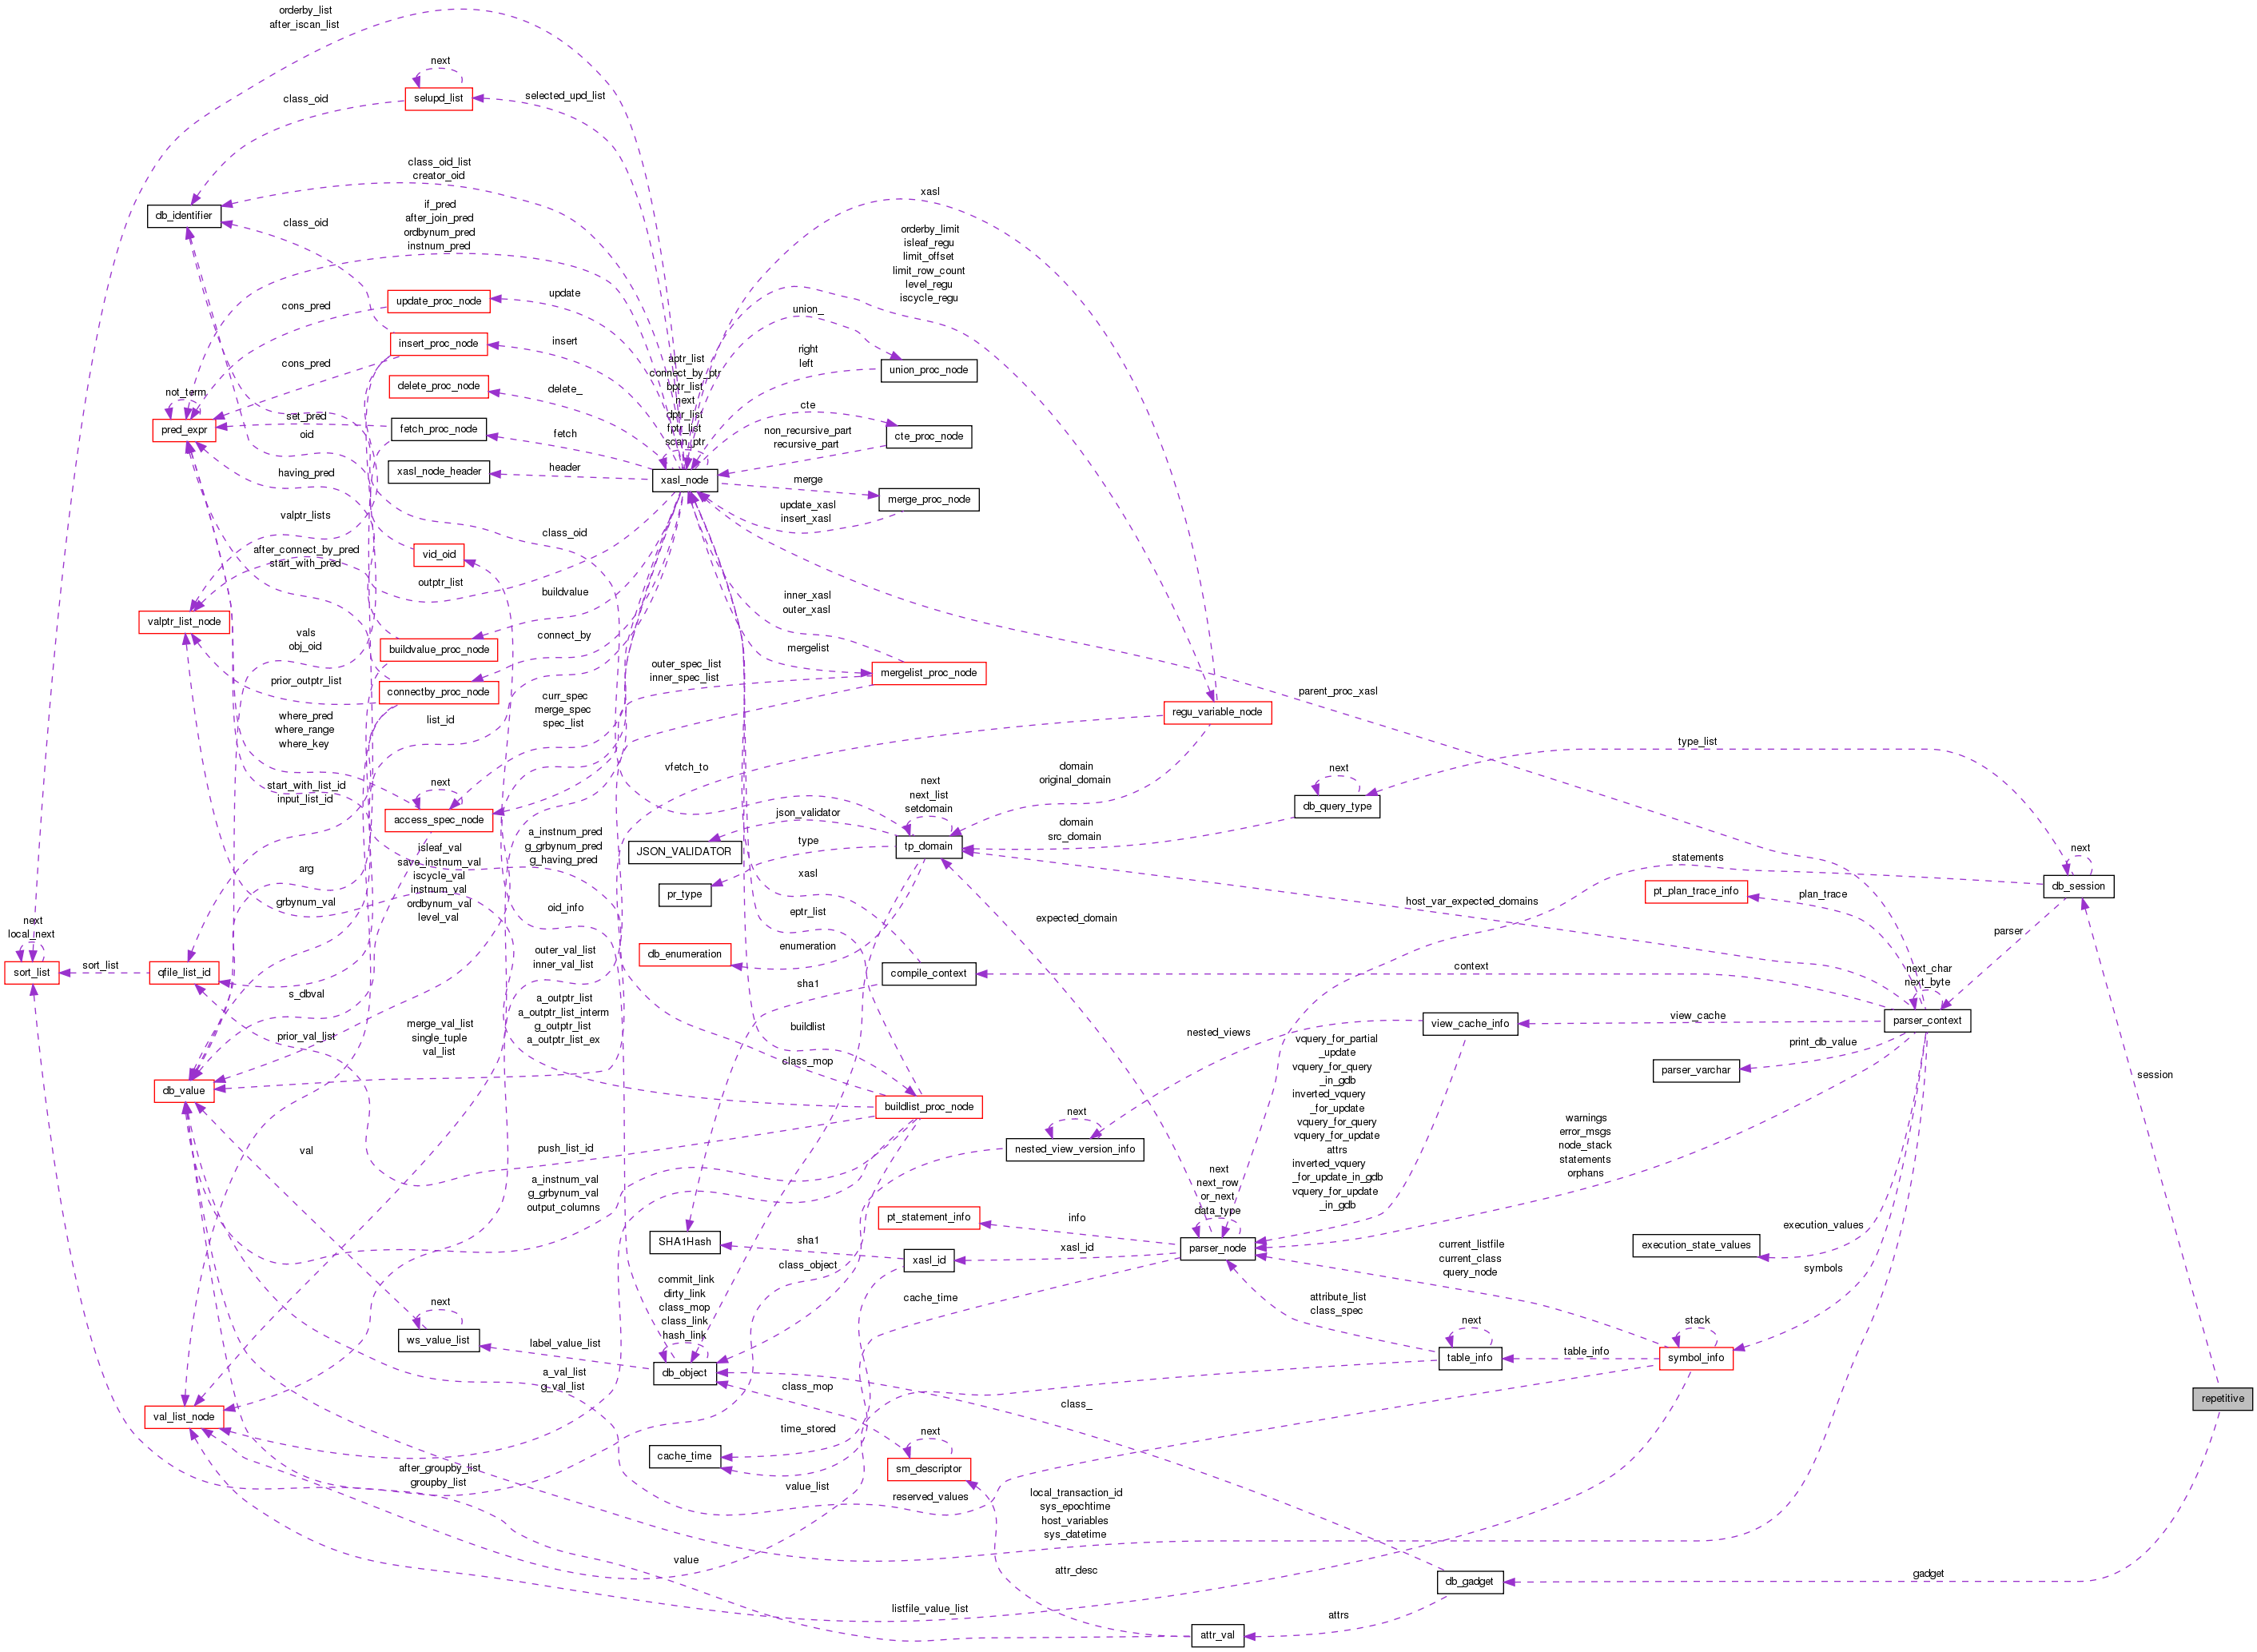 orderby_list
after_iscan_list
next
selupd_list
class_oid
selected_upd_list
class_oid_list
creator_oid
db_identifier
class_oid
if_pred
after_join_pred
ordbynum_pred
instnum_pred
xasl
orderby_limit
isleaf_regu
limit_offset
limit_row_count
level_regu
iscycle_regu
update_proc_node
update
cons_pred
union_
insert_proc_node
insert
cons_pred
right
left
union_proc_node
delete_proc_node
delete_
aptr_list
connect_by_ptr
bptr_list
next
dptr_list
fptr_list
scan_ptr
not_term
pred_expr
set_pred
oid
fetch_proc_node
fetch
cte
cte_proc_node
non_recursive_part
recursive_part
having_pred
xasl_node_header
header
xasl_node
merge
merge_proc_node
update_xasl
insert_xasl
valptr_lists
class_oid
vid_oid
after_connect_by_pred
start_with_pred
outptr_list
buildvalue
inner_xasl
outer_xasl
valptr_list_node
vals
obj_oid
buildvalue_proc_node
connect_by
mergelist
mergelist_proc_node
outer_spec_list
inner_spec_list
prior_outptr_list
connectby_proc_node
parent_proc_xasl
regu_variable_node
where_pred
where_range
where_key
list_id
curr_spec
merge_spec
spec_list
type_list
vfetch_to
domain
original_domain
next
db_query_type
start_with_list_id
input_list_id
next
access_spec_node
next
next_list
setdomain
json_validator
tp_domain
domain
src_domain
JSON_VALIDATOR
type
a_instnum_pred
g_grbynum_pred
g_having_pred
isleaf_val
save_instnum_val
iscycle_val
instnum_val
ordbynum_val
level_val
arg
grbynum_val
xasl
pr_type
statements
next
db_session
pt_plan_trace_info
plan_trace
host_var_expected_domains
oid_info
eptr_list
expected_domain
next
local_next
sort_list
sort_list
qfile_list_id
outer_val_list
inner_val_list
db_enumeration
enumeration
compile_context
context
parser
next_char
next_byte
parser_context
s_dbval
sha1
a_outptr_list
a_outptr_list_interm
g_outptr_list
a_outptr_list_ex
buildlist
nested_views
view_cache_info
view_cache
prior_val_list
merge_val_list
single_tuple
val_list
class_mop
vquery_for_partial
_update
vquery_for_query
_in_gdb
inverted_vquery
_for_update
vquery_for_query
vquery_for_update
attrs
inverted_vquery
_for_update_in_gdb
vquery_for_update
_in_gdb
print_db_value
parser_varchar
session
db_value
buildlist_proc_node
next
nested_view_version_info
warnings
error_msgs
node_stack
statements
orphans
val
push_list_id
a_instnum_val
g_grbynum_val
output_columns
next
next_row
or_next
data_type
pt_statement_info
info
SHA1Hash
sha1
xasl_id
xasl_id
parser_node
execution_values
execution_state_values
current_listfile
current_class
query_node
symbols
class_object
commit_link
dirty_link
class_mop
class_link
hash_link
cache_time
attribute_list
class_spec
next
ws_value_list
label_value_list
db_object
next
table_info
table_info
stack
symbol_info
a_val_list
g_val_list
class_mop
class_
repetitive
val_list_node
time_stored
cache_time
next
sm_descriptor
after_groupby_list
groupby_list
value_list
reserved_values
local_transaction_id
sys_epochtime
host_variables
sys_datetime
value
attr_desc
db_gadget
gadget
listfile_value_list
attrs
attr_val